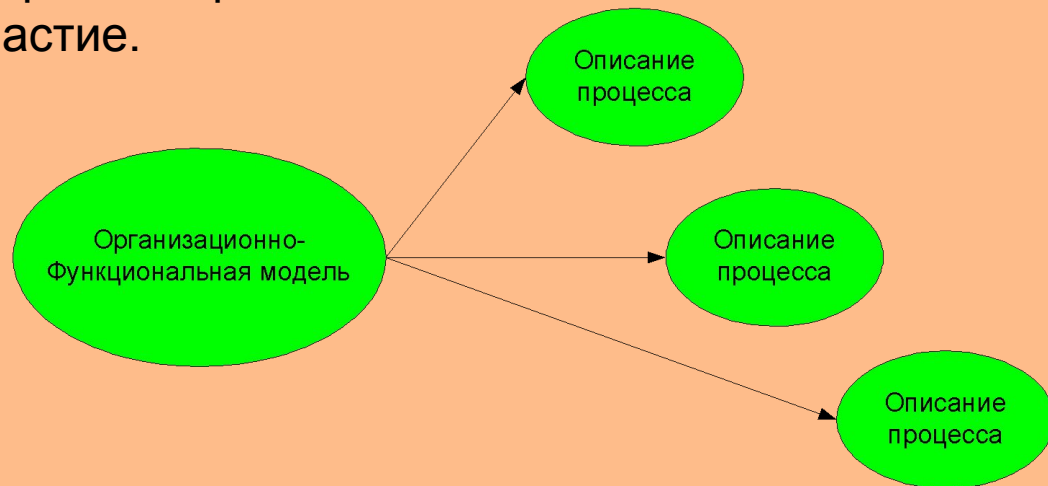 астие.
Описание
процесса
Организационно-
Функциональная модель
Описание
процесса
Описание
процесса